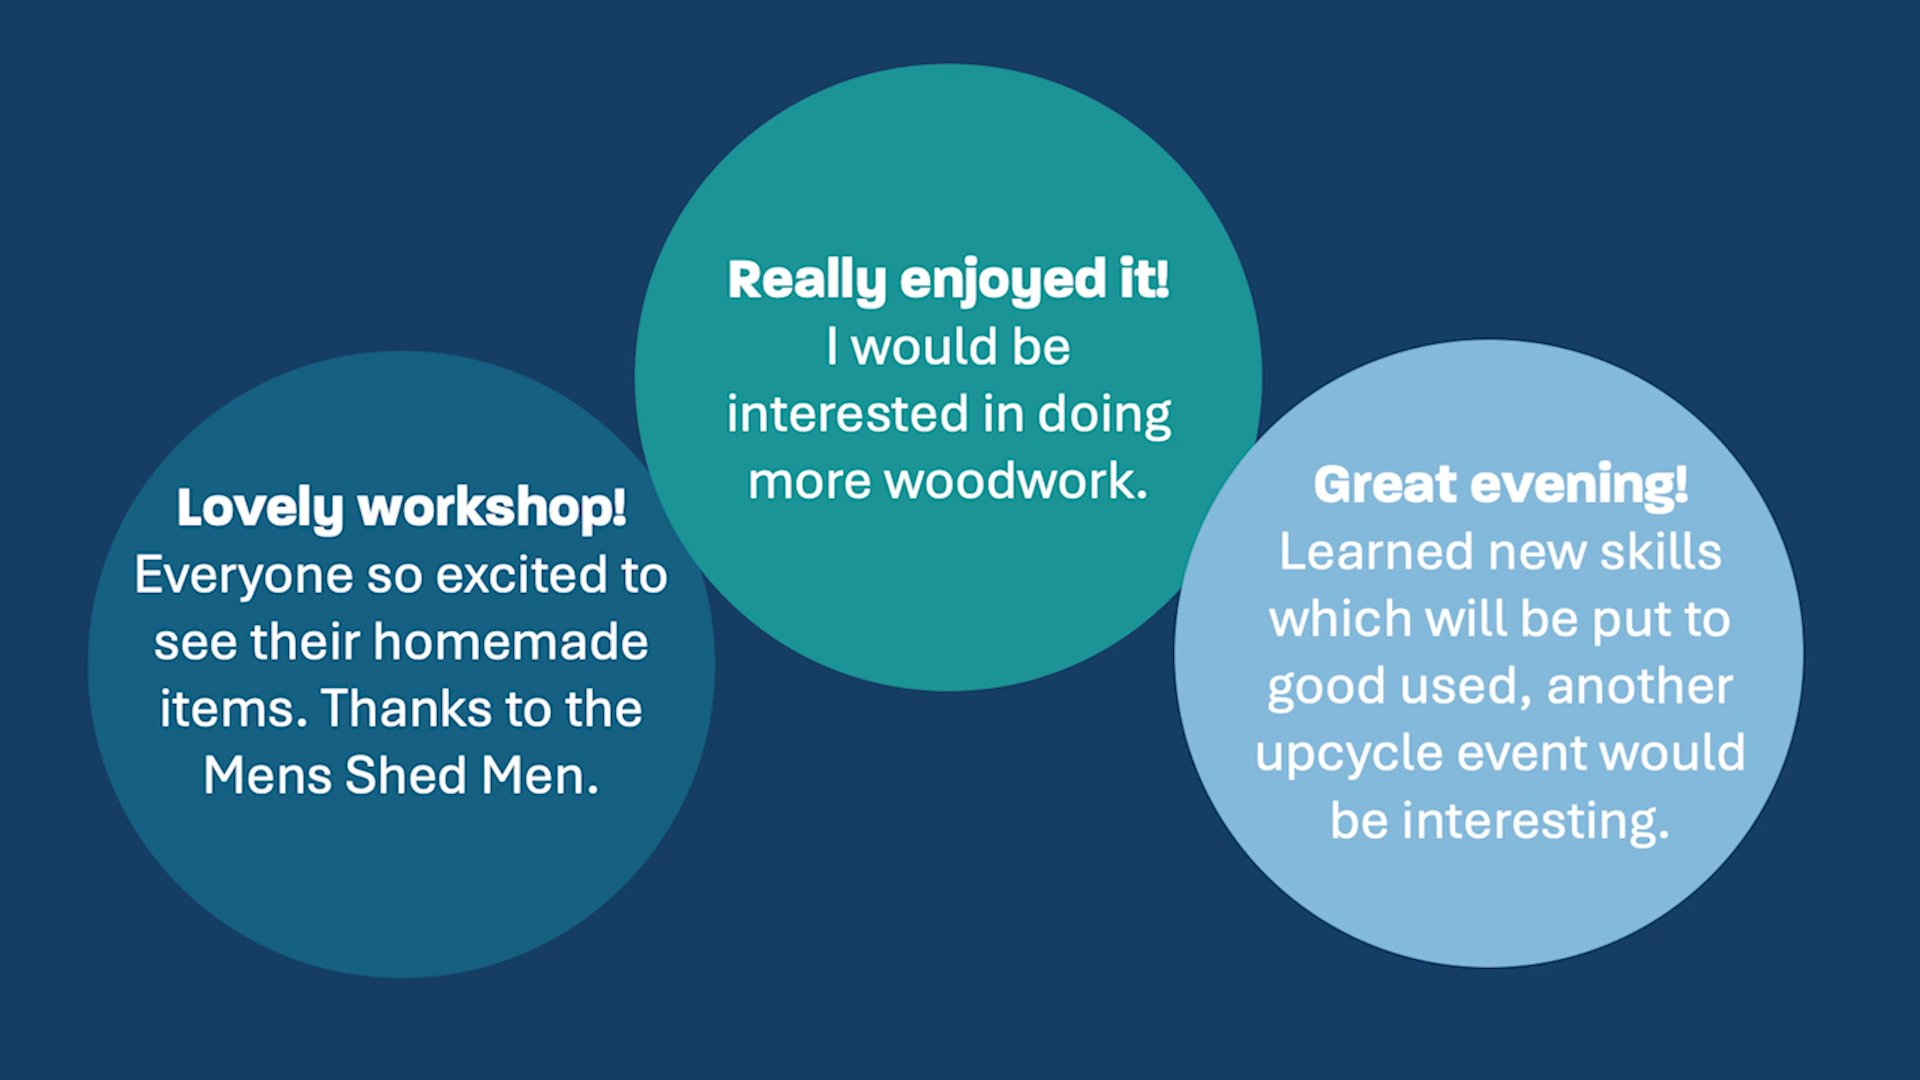 Lovely workshop!
Everyone so excited to
see their homemade
items. Thanks to the
Mens Shed Men.
Really enjoyed it!
I would be
interested in doing
more woodwork.
Great evening!
Learned new skills
which will be put to
good used, another
upcycle event would
be interesting.